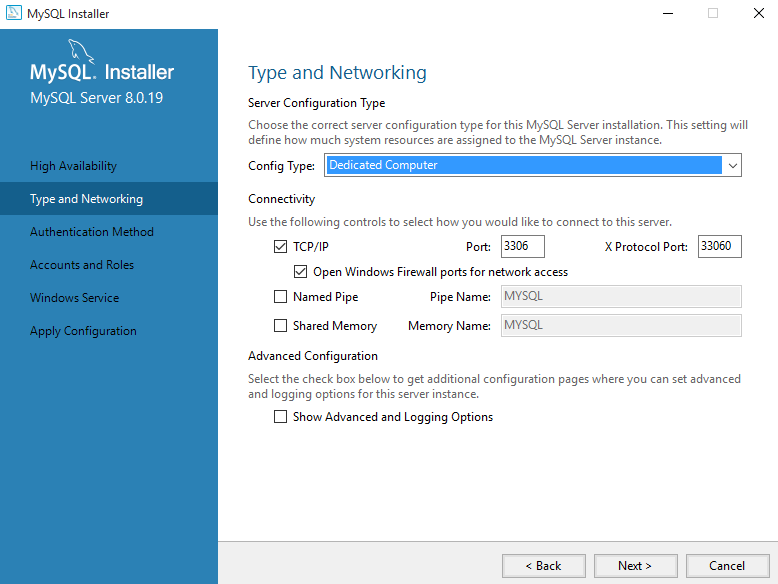 MySQL Installer
MySQL. Installer
MySQL Server 8.0.19
High Availability
Type and Networking
Authentication Method
Accounts and Roles
Windows Service
Apply Configuration
Type and Networking
Server Configuration Type
Choose the correct server configuration type for this MySQL Server installation. This setting will
define how much system resources are assigned to the MySQL Server instance.
Config Type: Dedicated Computer
Connectivity
Use the following controls to select how you would like to connect to this server.
TCP/IP Port: 3306 X Protocol Port: 33060
Open Windows Firewall ports for network access
Named Pipe Pipe Name: MYSQL
Shared Memory Memory Name: MYSQL
Advanced Configuration
Select the check box below to get additional configuration pages where you can set advanced
and logging options for this server instance.
Show Advanced and Logging Options
< Back Next > Cancel